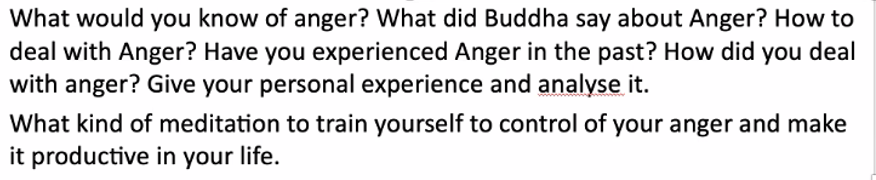 What would you know of anger? What did Buddha say about Anger? How to
deal with Anger? Have you experienced Anger in the past? How did you deal
with anger? Give your personal experience and analyse it.
What kind of meditation to train yourself to control of your anger and make
it productive in your life.